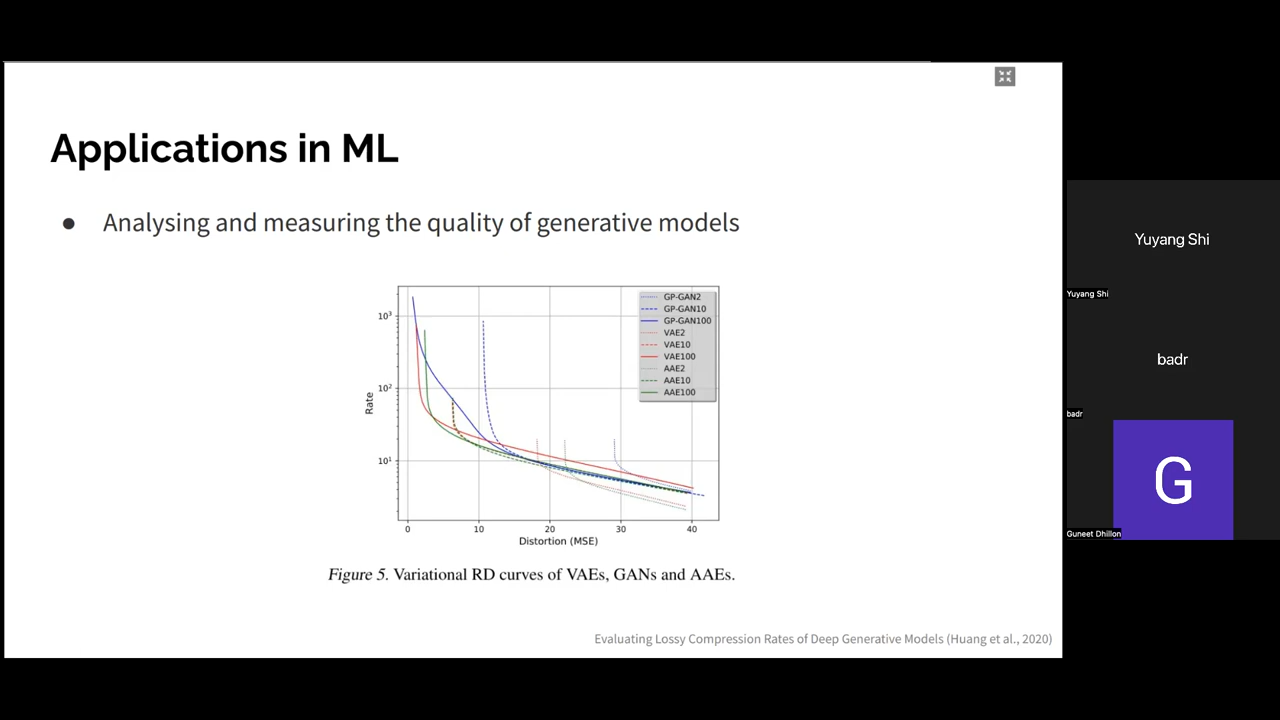 Applications in ML
● Analysing and measuring the quality of generative models
GP-GAN2
GP-GAN10
GP-GAN100
VAE2
VAE10
VAE100
AAE2
AAE10
AAE100
10³
10²
10¹
Rate
0 10 20 30 40
Distortion (MSE)
Figure 5. Variational RD curves of VAEs, GANs and AAEs.
Evaluating Lossy Compression Rates of Deep Generative Models (Huang et al., 2020)
Yuyang Shi
Yuyang Shi
badr
badr
G
Guneet Dhillon